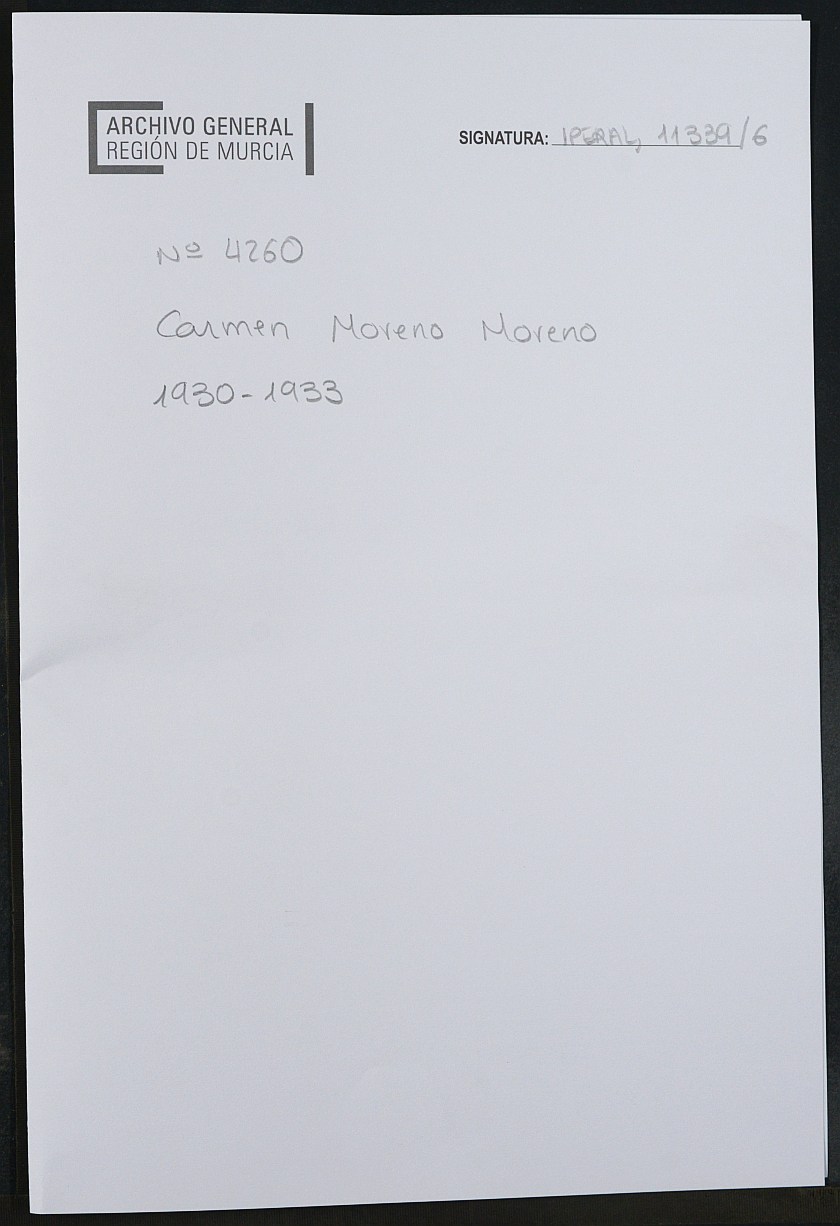 ARCHIVO GENERAL
REGIÓN DE MURCIA
SIGNATURA: IPERAL, 11339/6
Nº 4260
Carmen Moreno Moreno
1930-1933